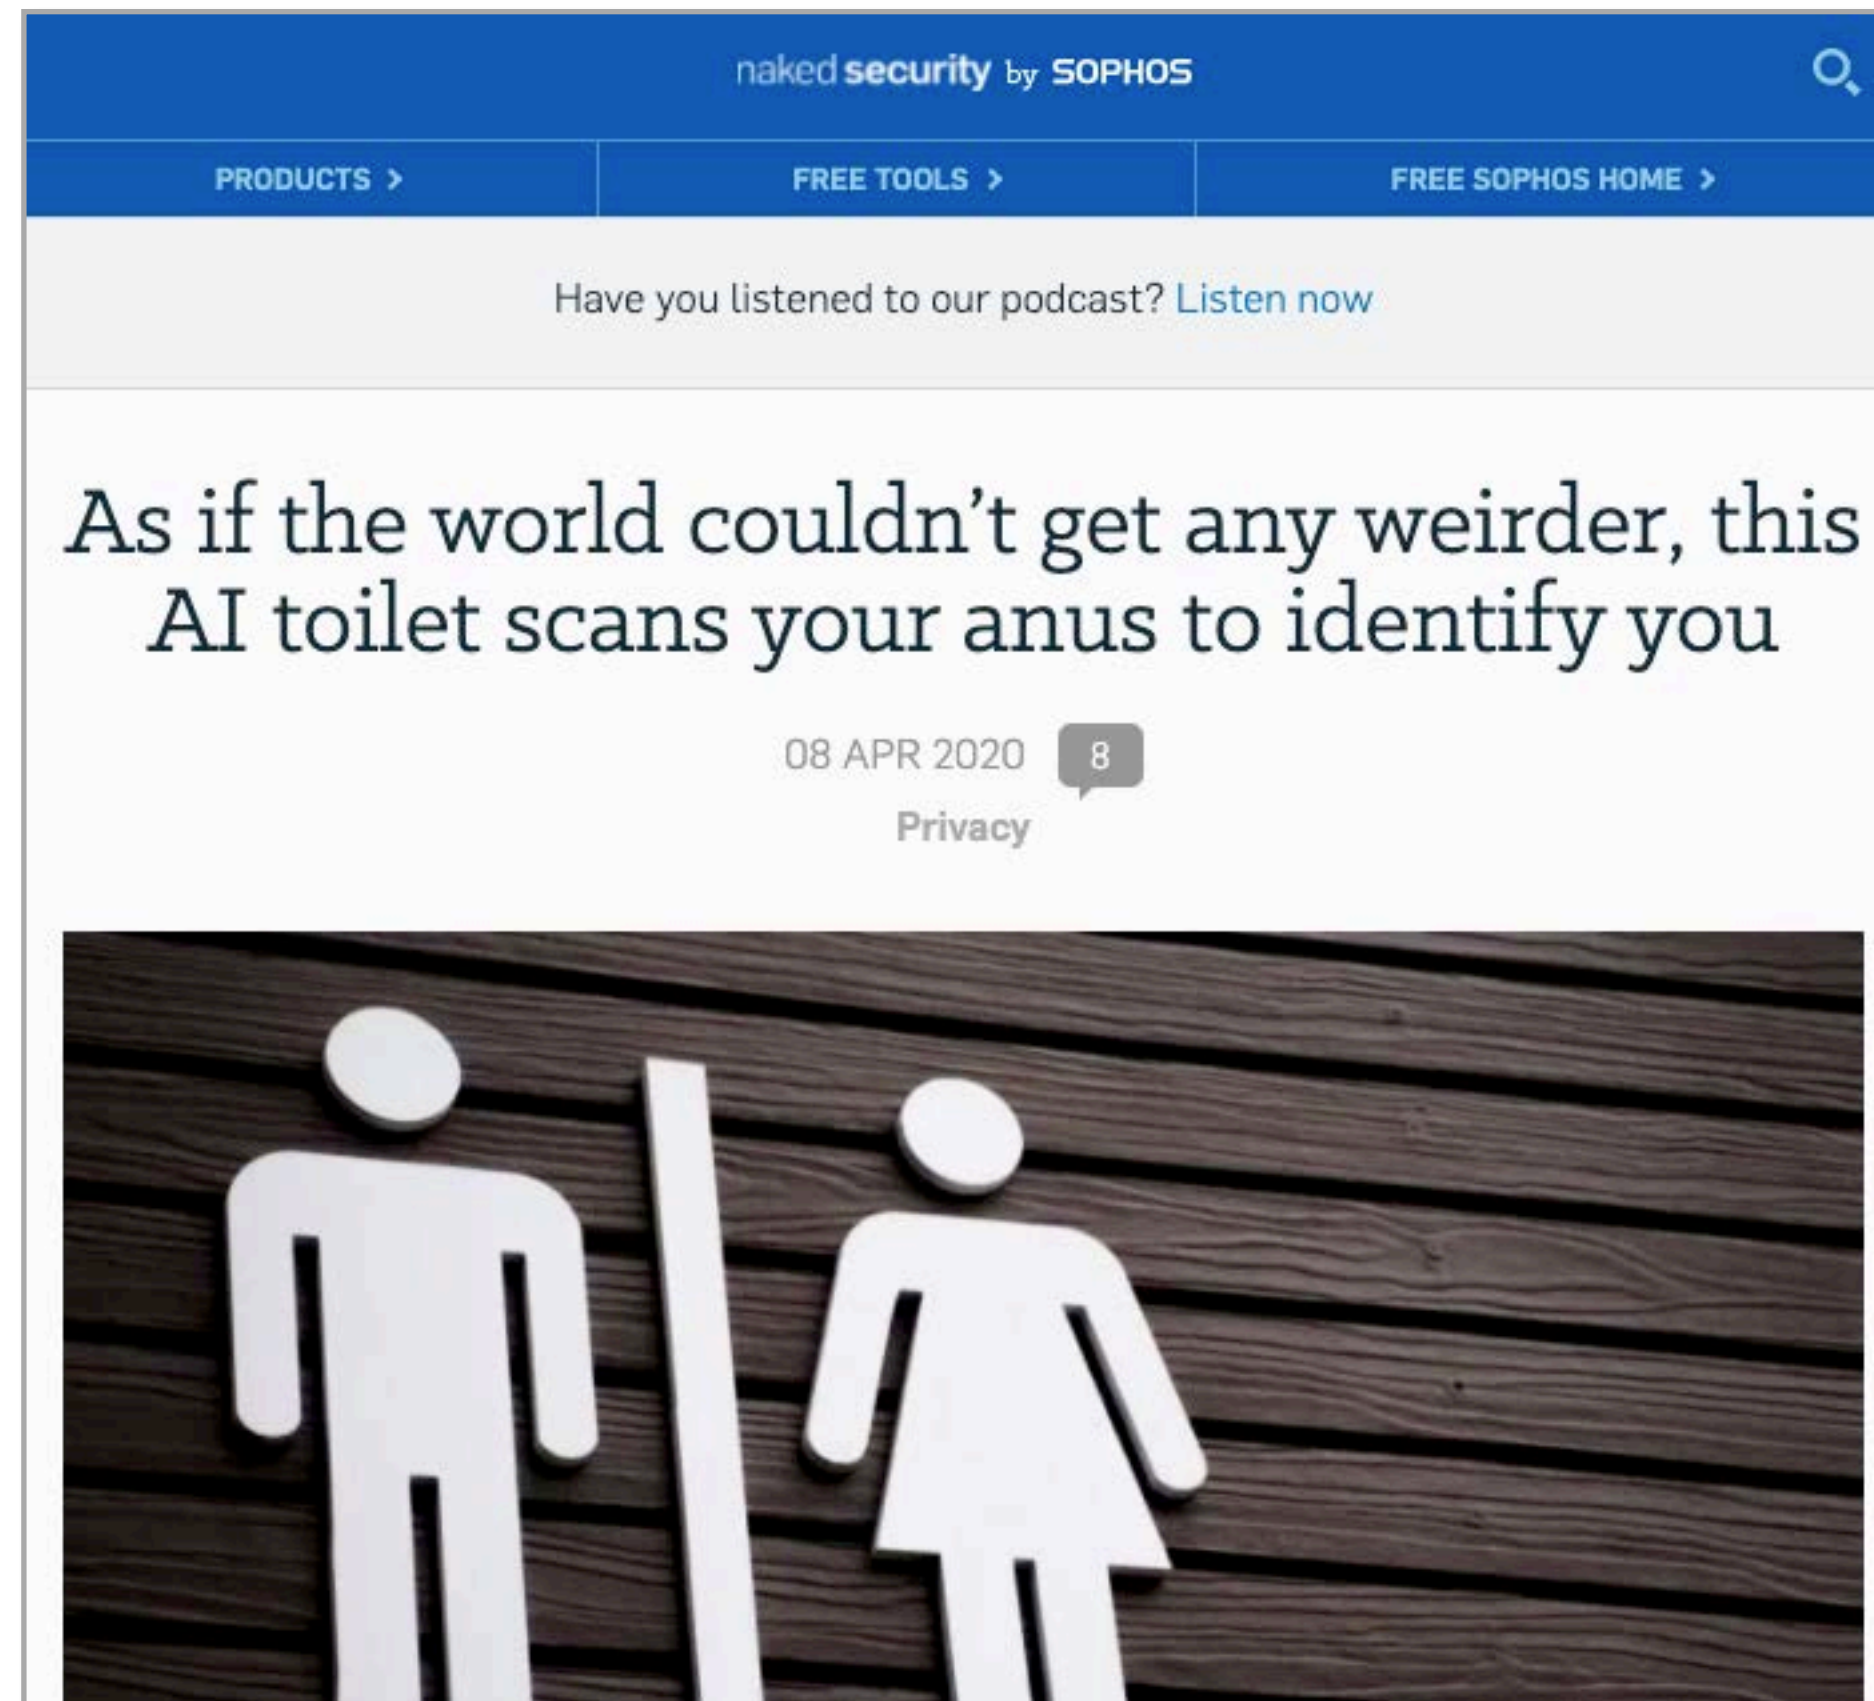 naked security by SOPHOS
PRODUCTS >
FREE TOOLS >
FREE SOPHOS HOME >
Have you listened to our podcast? Listen now
As if the world couldn't get any weirder, this
AI toilet scans your anus to identify you
08 APR 2020 8
Privacy